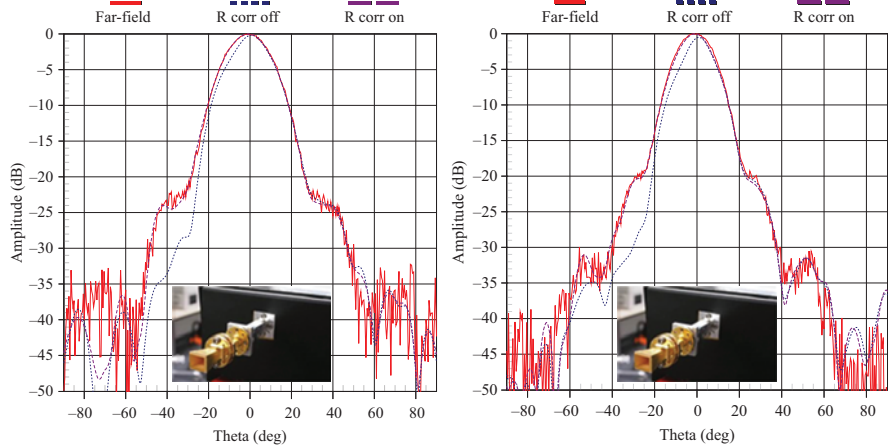 Far-field R corr off R corr on
0
–5
–10
–15
–20
–25
–30
–35
–40
–45
–50
Amplitude (dB)
–80 –60 –40 –20 0 20 40 60 80
Theta (deg)
Far-field R corr off R corr on
0
–5
–10
–15
–20
–25
–30
–35
–40
–45
–50
Amplitude (dB)
–80 –60 –40 –20 0 20 40 60 80
Theta (deg)